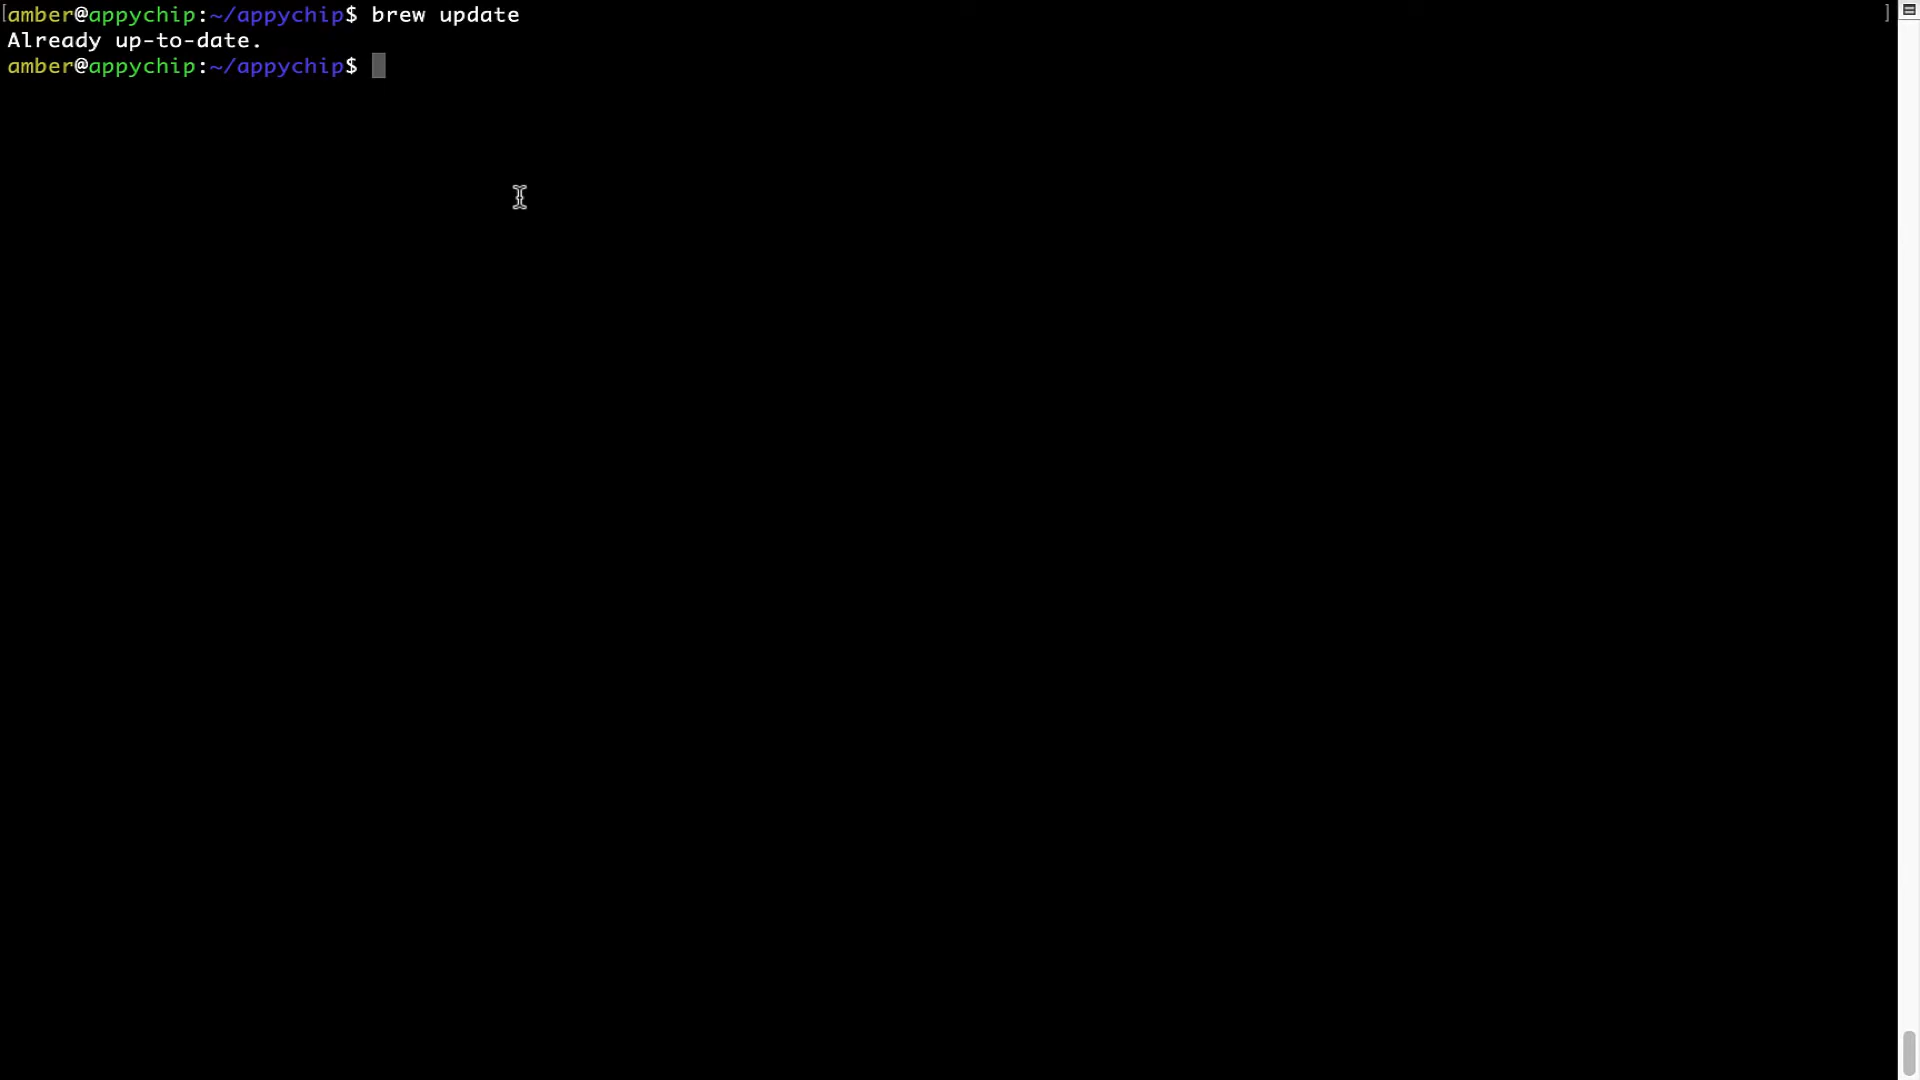 [amber@appychip:~/appychip$ brew update ]
Already up-to-date.
amber@appychip:~/appychip$